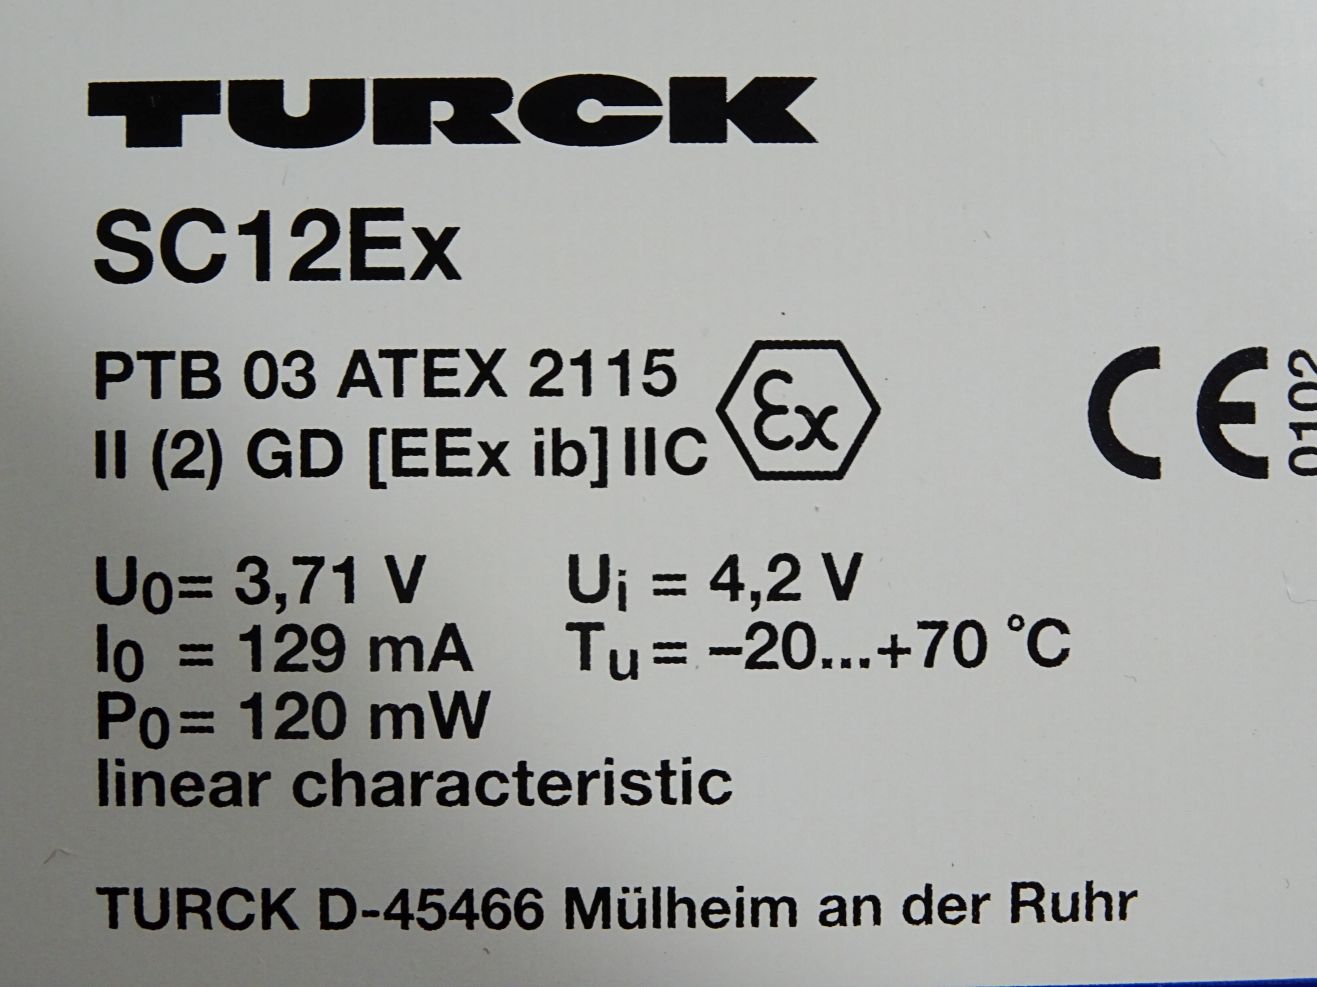 TURCK
SC12Ex
PTB 03 ATEX 2115
II (2) GD [EEx ib] IIC
Ex
CE
0102
U0= 3,71 V
Ui = 4,2 V
I0 = 129 mA
Tu= –20...+70 °C
P0= 120 mW
linear characteristic
TURCK D-45466 Mülheim an der Ruhr